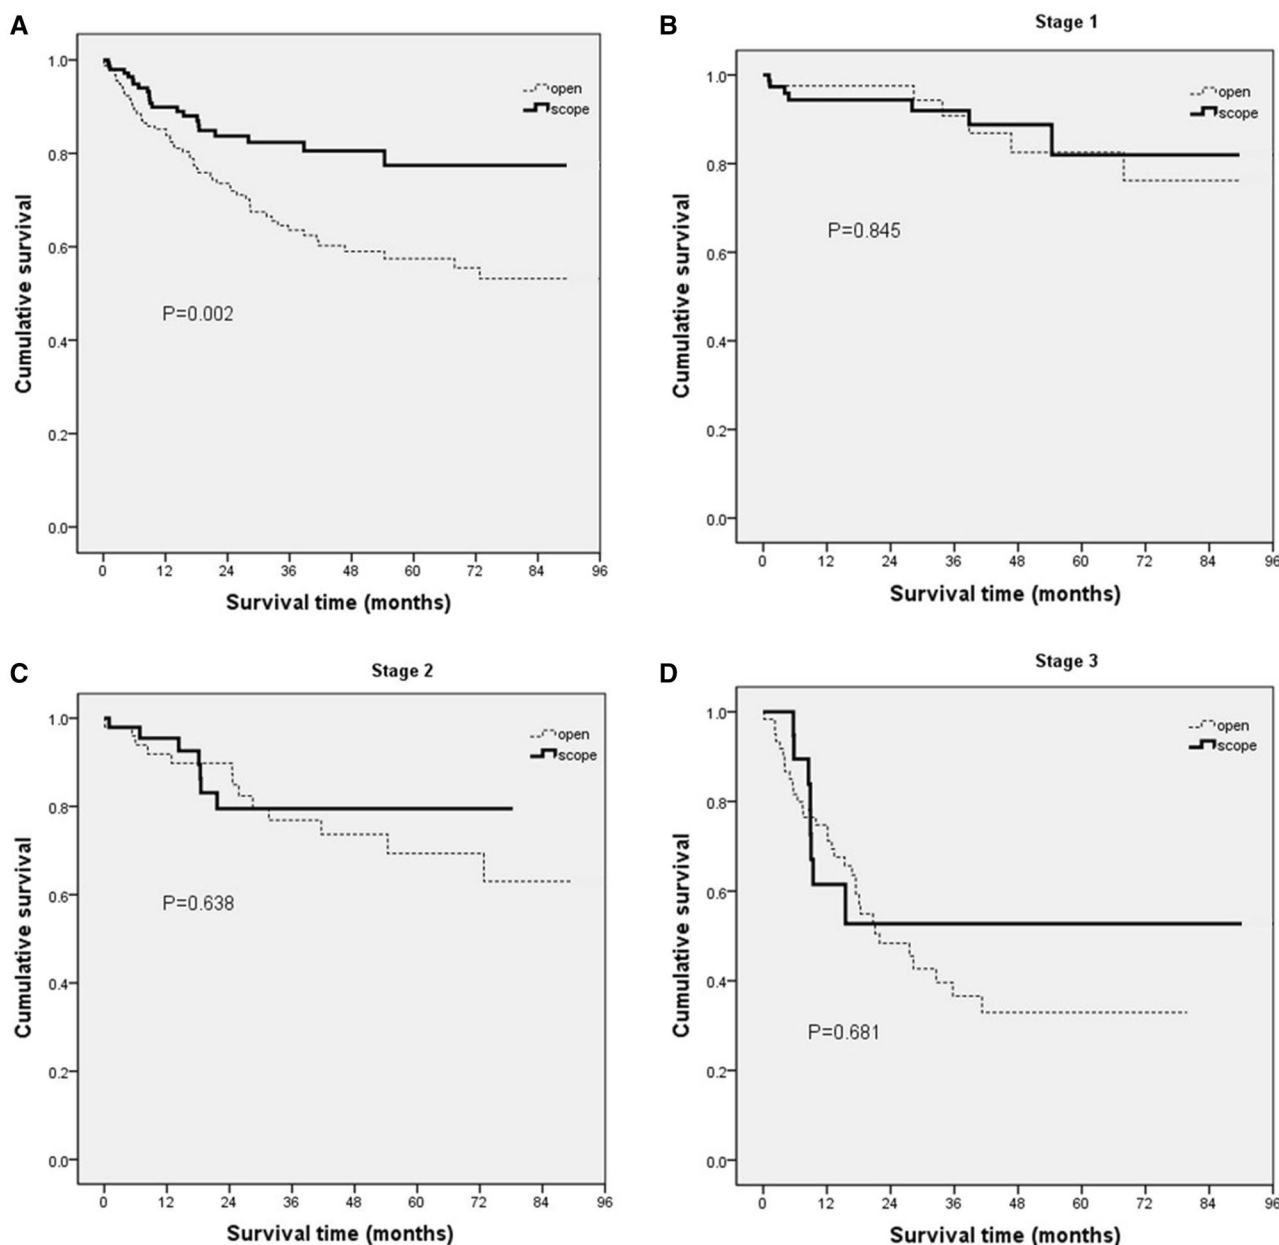 A
1.0
0.8
0.6
0.4
0.2
0.0
Cumulative survival
open
scope
P=0.002
0 12 24 36 48 60 72 84 96
Survival time (months)
B
Stage 1
1.0
0.8
0.6
0.4
0.2
0.0
Cumulative survival
open
scope
P=0.845
0 12 24 36 48 60 72 84 96
Survival time (months)
C
Stage 2
1.0
0.8
0.6
0.4
0.2
0.0
Cumulative survival
open
scope
P=0.638
0 12 24 36 48 60 72 84 96
Survival time (months)
D
Stage 3
1.0
0.8
0.6
0.4
0.2
0.0
Cumulative survival
open
scope
P=0.681
0 12 24 36 48 60 72 84 96
Survival time (months)